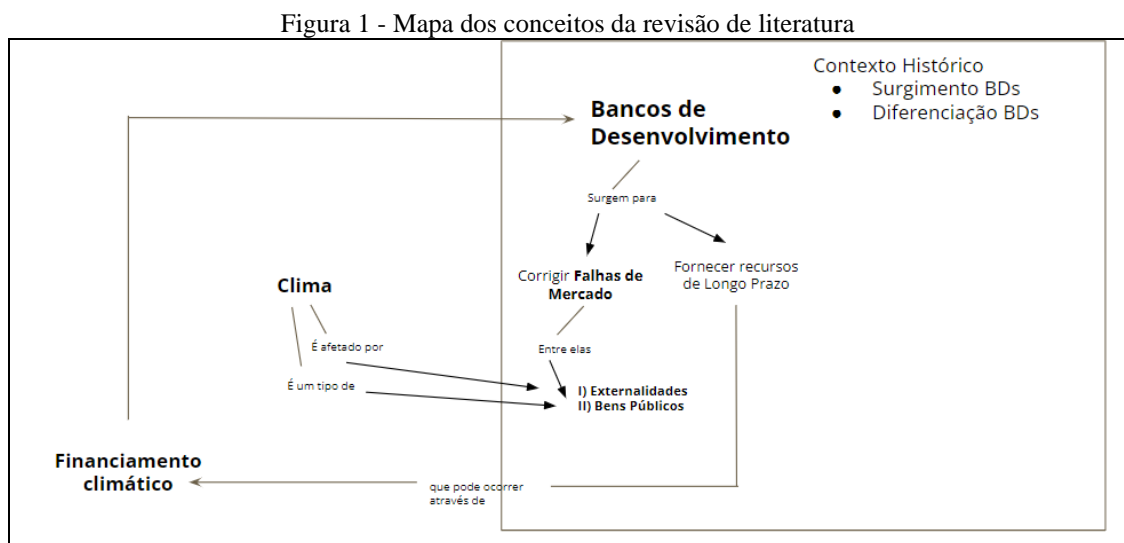 Figura 1 - Mapa dos conceitos da revisão de literatura
Contexto Histórico
● Surgimento BDs
● Diferenciação BDs
Bancos de
Desenvolvimento
Surgem para
Corrigir Falhas de
Mercado
Fornecer recursos
de Longo Prazo
Clima
É afetado por
É um tipo de
Entre elas
I) Externalidades
II) Bens Públicos
Financiamento
climático
que pode ocorrer
através de